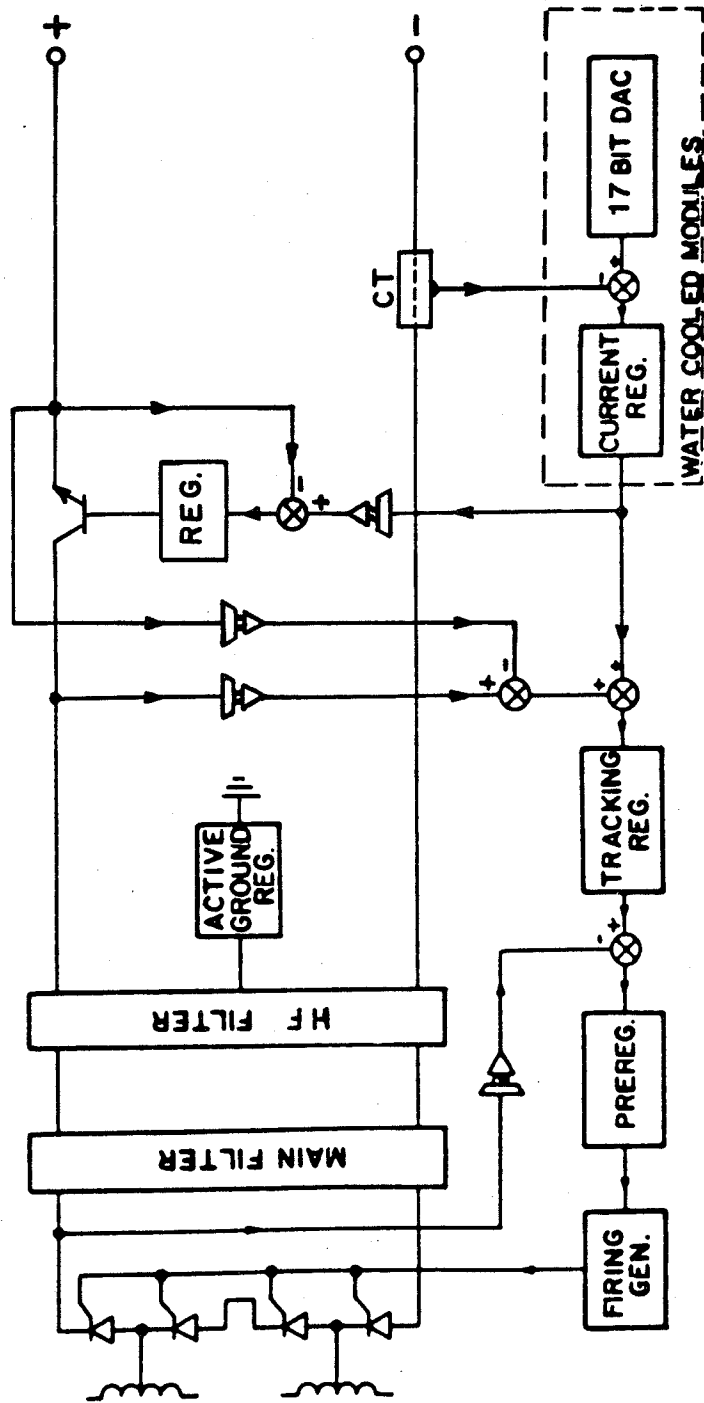 +
-
17 BIT DAC
WATER COOLED MODULES
CT
- +
CURRENT
REG.
REG.
- +
+ -
+ +
ACTIVE
GROUND
REG.
TRACKING
REG.
- +
HF FILTER
PREREG.
MAIN FILTER
FIRING
GEN.